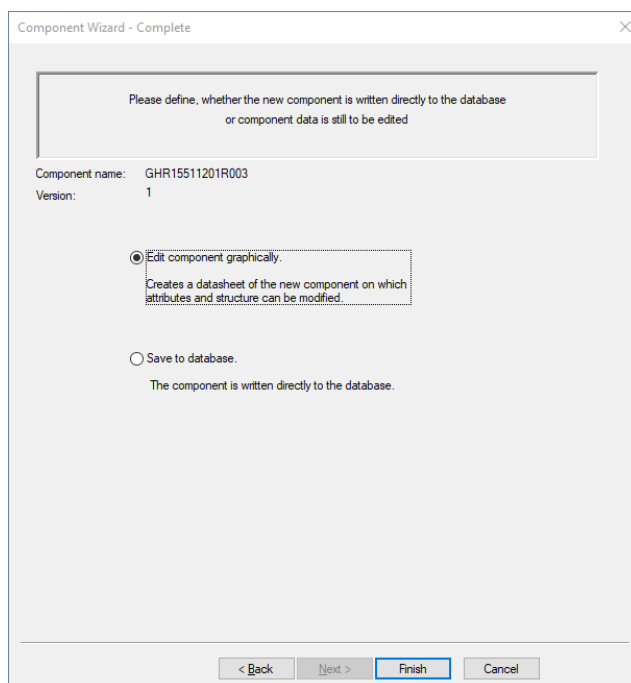 Component Wizard - Complete
Please define, whether the new component is written directly to the database
or component data is still to be edited
Component name: GHR15511201R003
Version: 1
Edit component graphically.
Creates a datasheet of the new component on which
attributes and structure can be modified.
Save to database.
The component is written directly to the database.
< Back Next > Finish Cancel